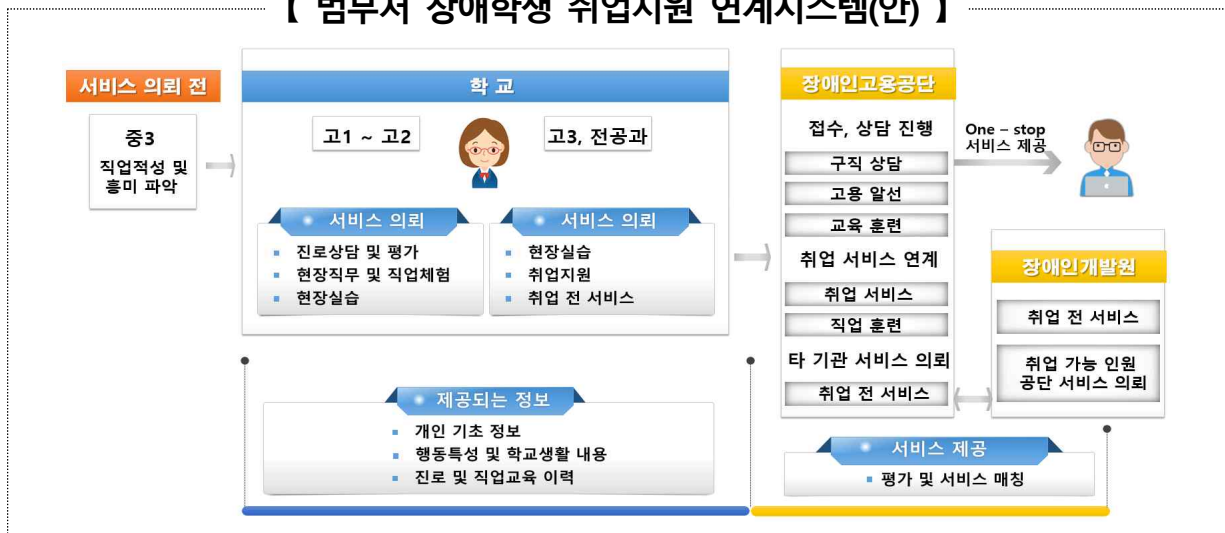 【 범부처 장애학생 취업지원 연계시스템(안) 】
서비스 의뢰 전
중3
직업적성 및
흥미 파악
학 교
고1 ~ 고2
고3, 전공과
서비스 의뢰
진로상담 및 평가
현장직무 및 직업체험
현장실습
서비스 의뢰
현장실습
취업지원
취업 전 서비스
장애인고용공단
접수, 상담 진행
구직 상담
고용 알선
교육 훈련
취업 서비스 연계
취업 서비스
직업 훈련
타 기관 서비스 의뢰
취업 전 서비스
One – stop
서비스 제공
장애인개발원
취업 전 서비스
취업 가능 인원
공단 서비스 의뢰
제공되는 정보
개인 기초 정보
행동특성 및 학교생활 내용
진로 및 직업교육 이력
서비스 제공
평가 및 서비스 매칭